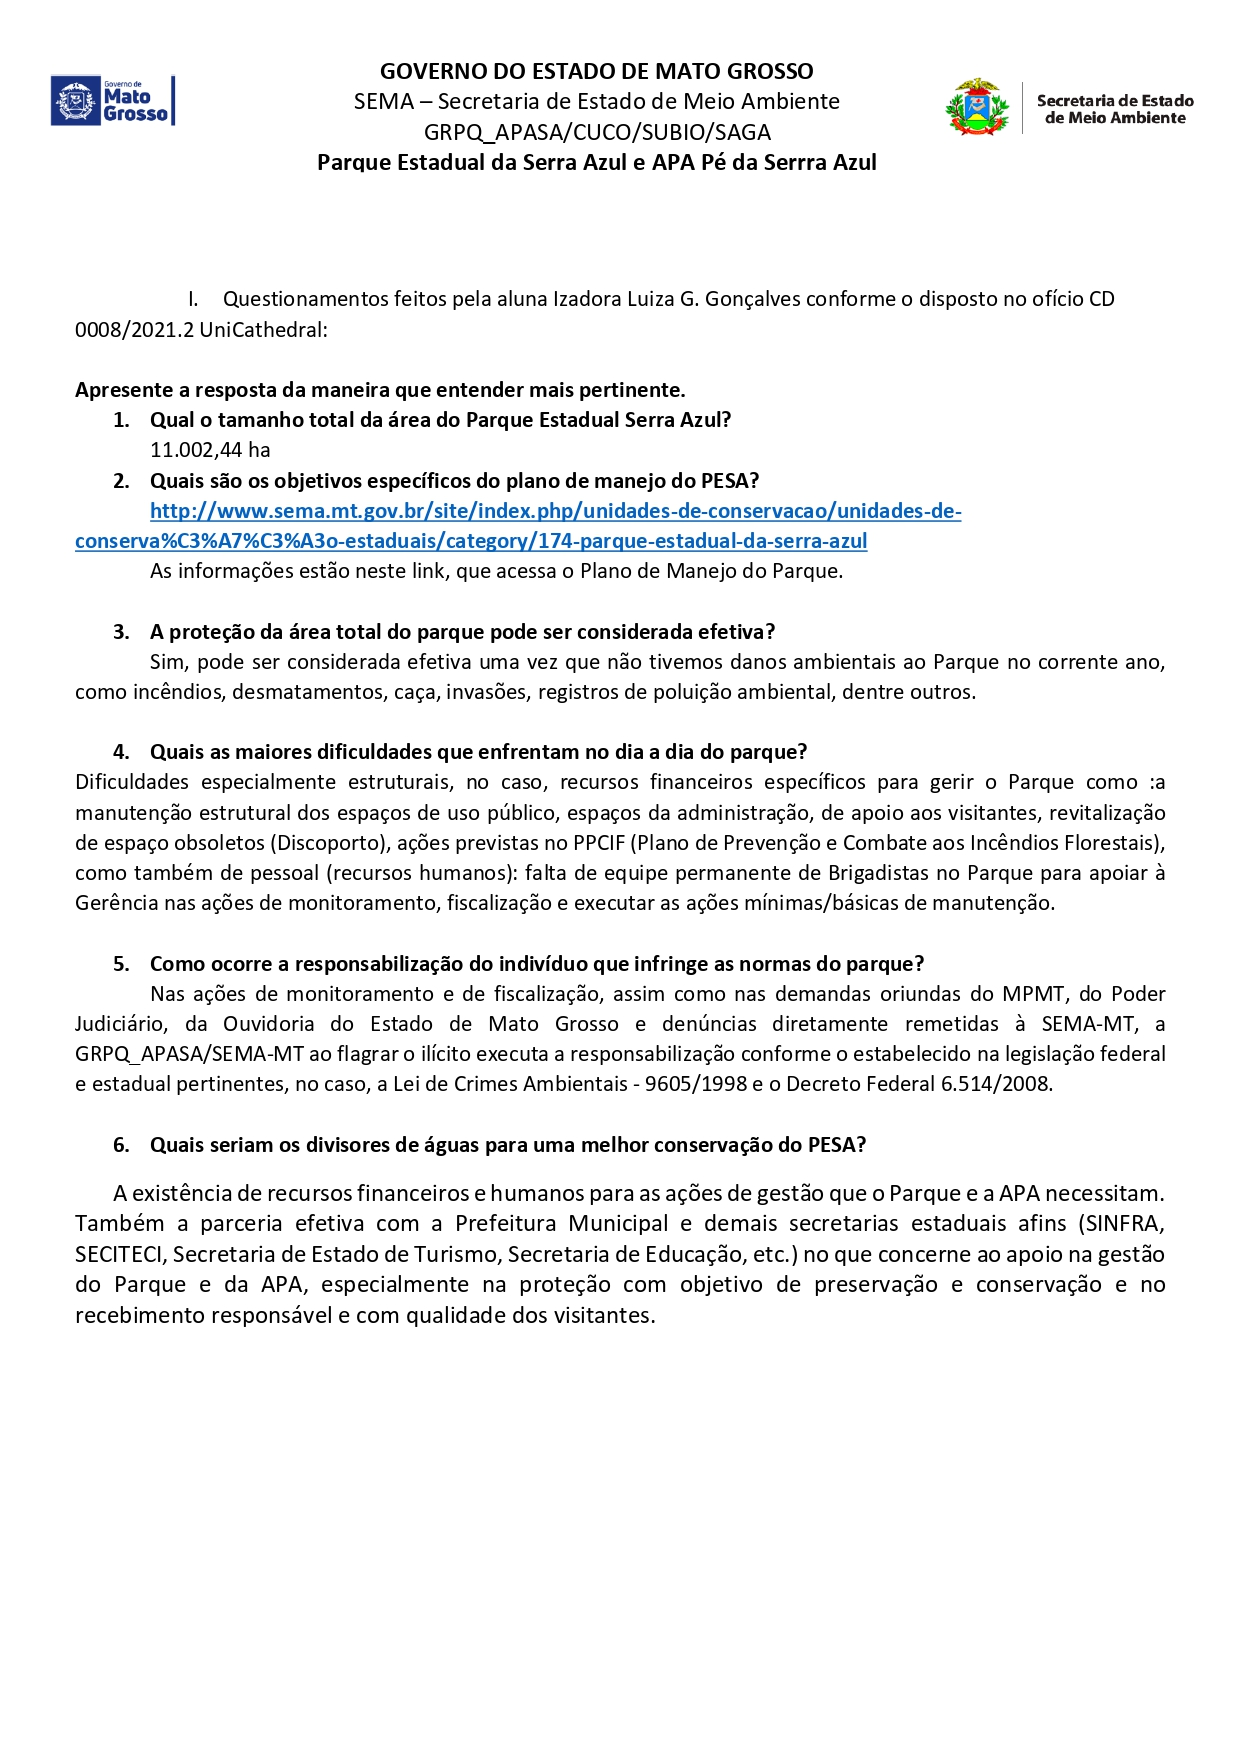 Governo de
Mato
Grosso
GOVERNO DO ESTADO DE MATO GROSSO
SEMA – Secretaria de Estado de Meio Ambiente
GRPQ_APASA/CUCO/SUBIO/SAGA
Parque Estadual da Serra Azul e APA Pé da Serrra Azul
Secretaria de Estado
de Meio Ambiente
I. Questionamentos feitos pela aluna Izadora Luiza G. Gonçalves conforme o disposto no ofício CD
0008/2021.2 UniCathedral:
Apresente a resposta da maneira que entender mais pertinente.
1. Qual o tamanho total da área do Parque Estadual Serra Azul?
11.002,44 ha
2. Quais são os objetivos específicos do plano de manejo do PESA?
http://www.sema.mt.gov.br/site/index.php/unidades-de-conservacao/unidades-de-
conserva%C3%A7%C3%A3o-estaduais/category/174-parque-estadual-da-serra-azul
As informações estão neste link, que acessa o Plano de Manejo do Parque.
3. A proteção da área total do parque pode ser considerada efetiva?
Sim, pode ser considerada efetiva uma vez que não tivemos danos ambientais ao Parque no corrente ano,
como incêndios, desmatamentos, caça, invasões, registros de poluição ambiental, dentre outros.
4. Quais as maiores dificuldades que enfrentam no dia a dia do parque?
Dificuldades especialmente estruturais, no caso, recursos financeiros específicos para gerir o Parque como :a
manutenção estrutural dos espaços de uso público, espaços da administração, de apoio aos visitantes, revitalização
de espaço obsoletos (Discoporto), ações previstas no PPCIF (Plano de Prevenção e Combate aos Incêndios Florestais),
como também de pessoal (recursos humanos): falta de equipe permanente de Brigadistas no Parque para apoiar à
Gerência nas ações de monitoramento, fiscalização e executar as ações mínimas/básicas de manutenção.
5. Como ocorre a responsabilização do indivíduo que infringe as normas do parque?
Nas ações de monitoramento e de fiscalização, assim como nas demandas oriundas do MPMT, do Poder
Judiciário, da Ouvidoria do Estado de Mato Grosso e denúncias diretamente remetidas à SEMA-MT, a
GRPQ_APASA/SEMA-MT ao flagrar o ilícito executa a responsabilização conforme o estabelecido na legislação federal
e estadual pertinentes, no caso, a Lei de Crimes Ambientais - 9605/1998 e o Decreto Federal 6.514/2008.
6. Quais seriam os divisores de águas para uma melhor conservação do PESA?
A existência de recursos financeiros e humanos para as ações de gestão que o Parque e a APA necessitam.
Também a parceria efetiva com a Prefeitura Municipal e demais secretarias estaduais afins (SINFRA,
SECITECI, Secretaria de Estado de Turismo, Secretaria de Educação, etc.) no que concerne ao apoio na gestão
do Parque e da APA, especialmente na proteção com objetivo de preservação e conservação e no
recebimento responsável e com qualidade dos visitantes.